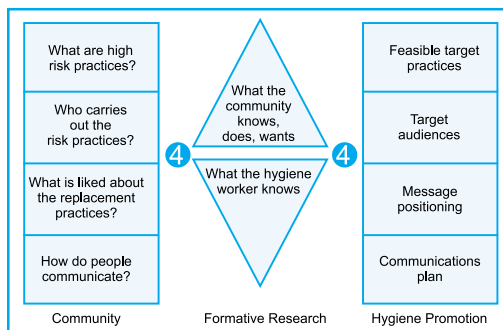 What are high
risk practices?
Who carries
out the
risk practices?
What is liked about
the replacement
practices?
How do people
communicate?
Community
4
What the
community
knows,
does, wants
What the hygiene
worker knows
Formative Research
4
Feasible target
practices
Target
audiences
Message
positioning
Communications
plan
Hygiene Promotion